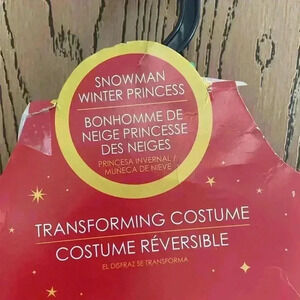 SNOWMAN
WINTER PRINCESS
BONHOMME DE
NEIGE PRINCESSE
DES NEIGES
PRINCESA INVERNAL /
MUÑECA DE NIEVE
TRANSFORMING COSTUME
COSTUME RÉVERSIBLE
EL DISFRAZ SE TRANSFORMA